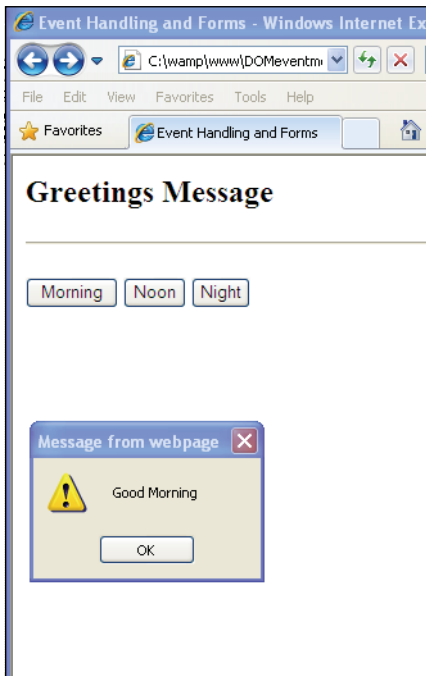 Event Handling and Forms - Windows Internet Ex
C:\wamp\www\DOMeventm
File Edit View Favorites Tools Help
Favorites Event Handling and Forms
Greetings Message
Morning Noon Night
Message from webpage
Good Morning
OK